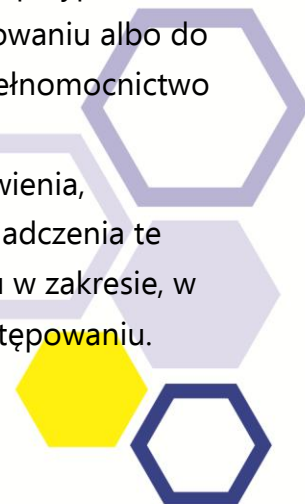 owaniu albo do
ełnomocnictwo
wienia,
adczenia te
u w zakresie, w
tępowaniu.